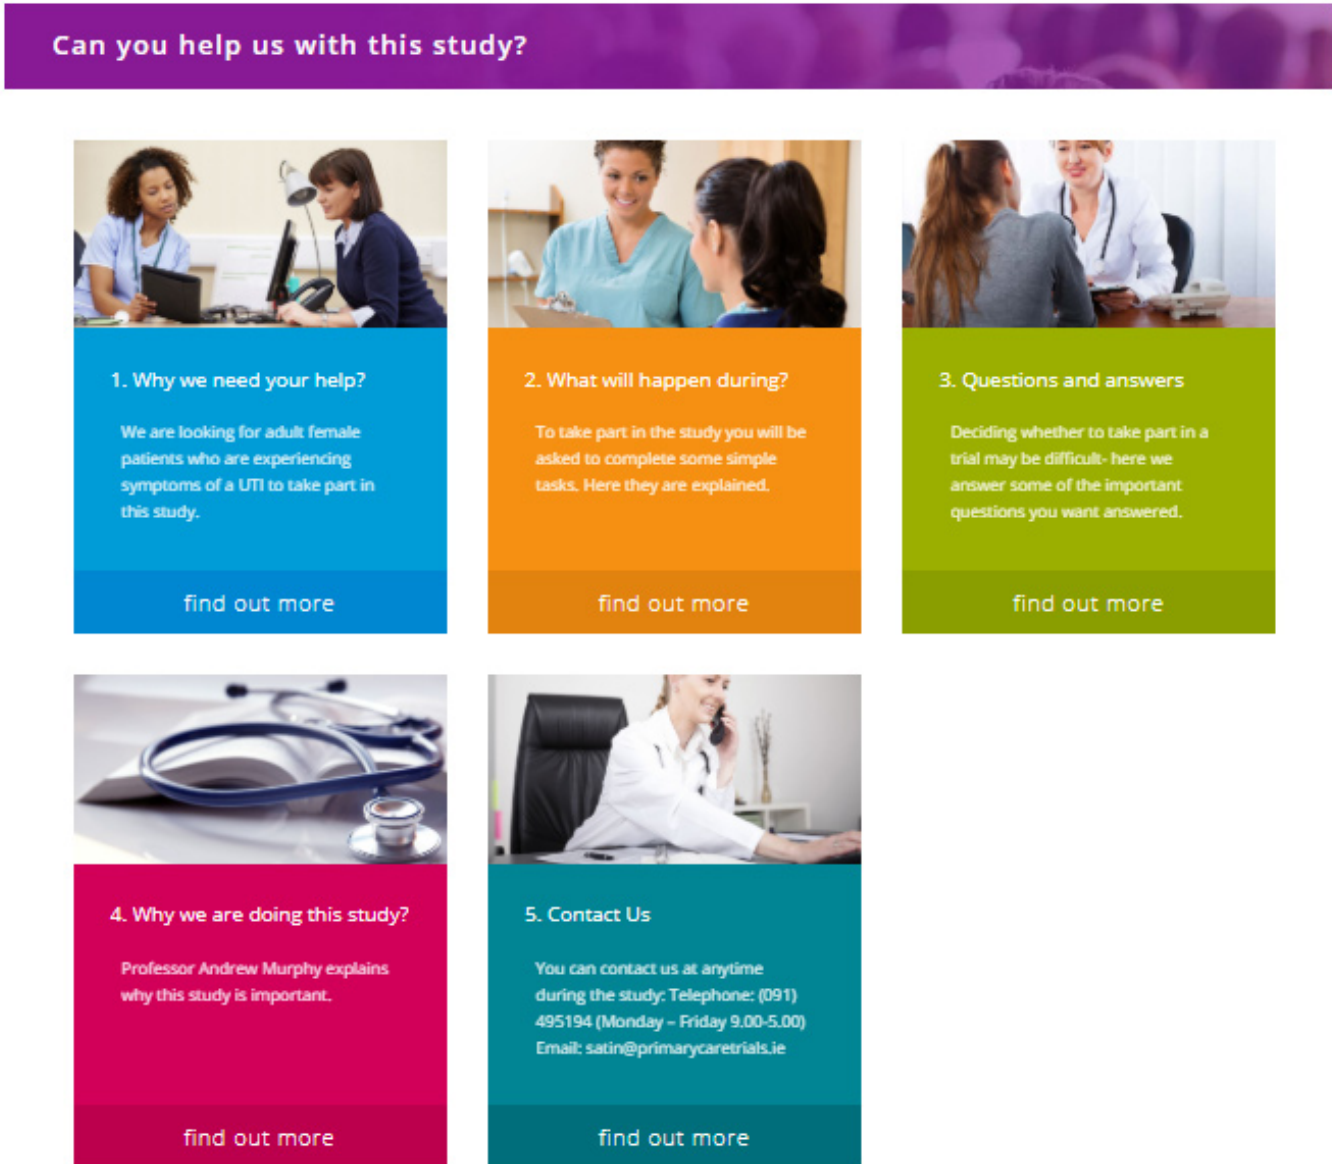 Can you help us with this study?
1. Why we need your help?
We are looking for adult female
patients who are experiencing
symptoms of a UTI to take part in
this study.
find out more
2. What will happen during?
To take part in the study you will be
asked to complete some simple
tasks. Here they are explained.
find out more
3. Questions and answers
Deciding whether to take part in a
trial may be difficult- here we
answer some of the important
questions you want answered.
find out more
4. Why we are doing this study?
Professor Andrew Murphy explains
why this study is important.
find out more
5. Contact Us
You can contact us at anytime
during the study: Telephone: (091)
495194 (Monday – Friday 9.00-5.00)
Email: satin@primarycaretrials.ie
find out more